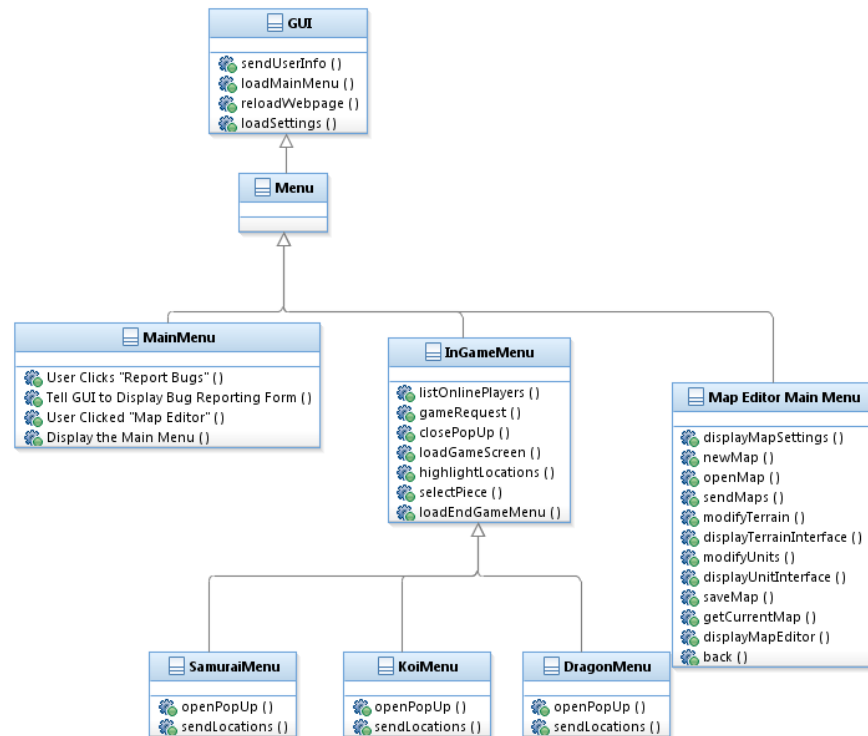 GUI
sendUserInfo ()
loadMainMenu ()
reloadWebpage ()
loadSettings ()
Menu
MainMenu
User Clicks "Report Bugs" ()
Tell GUI to Display Bug Reporting Form ()
User Clicked "Map Editor" ()
Display the Main Menu ()
InGameMenu
listOnlinePlayers ()
gameRequest ()
closePopUp ()
loadGameScreen ()
highlightLocations ()
selectPiece ()
loadEndGameMenu ()
Map Editor Main Menu
displayMapSettings ()
newMap ()
openMap ()
sendMaps ()
modifyTerrain ()
displayTerrainInterface ()
modifyUnits ()
displayUnitInterface ()
saveMap ()
getCurrentMap ()
displayMapEditor ()
back ()
SamuraiMenu
openPopUp ()
sendLocations ()
KoiMenu
openPopUp ()
sendLocations ()
DragonMenu
openPopUp ()
sendLocations ()